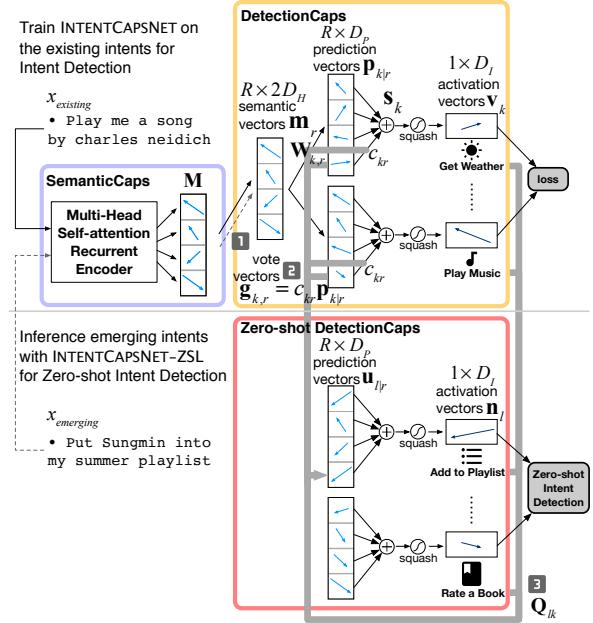 Train INTENTCAPSNET on
the existing intents for
Intent Detection
x_existing
• Play me a song
by charles neidich
SemanticCaps
M
Multi-Head
Self-attention
Recurrent
Encoder
DetectionCaps
R × 2D_H
semantic
vectors m_r
W_k,r
R × D_P
prediction
vectors p_k|r
s_k
squash
c_kr
1 × D_I
activation
vectors v_k
Get Weather
loss
1
vote
vectors
2
g_k,r = c_kr p_k|r
c_kr
squash
Play Music
Inference emerging intents
with INTENTCAPSNET-ZSL
for Zero-shot Intent Detection
x_emerging
• Put Sungmin into
my summer playlist
Zero-shot DetectionCaps
R × D_P
prediction
vectors u_l|r
squash
1 × D_I
activation
vectors n_l
Add to Playlist
Zero-shot
Intent
Detection
squash
Rate a Book
3
Q_lk